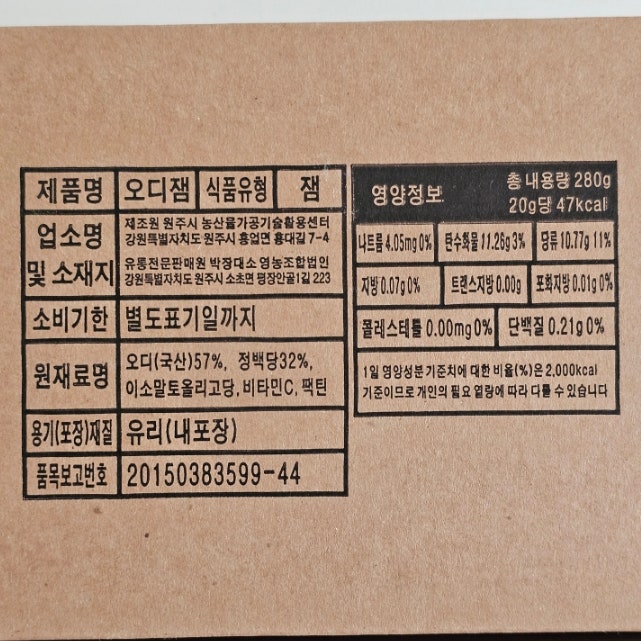 제품명 오디잼 식품유형 잼
업소명 및 소재지
제조원 원주시 농산물가공기술활용센터
강원특별자치도 원주시 흥업면 흥대길 7-4
유통전문판매원 박장대소 영농조합법인
강원특별자치도 원주시 소초면 평장안골1길 223
소비기한 별도표기일까지
원재료명 오디(국산)57%, 정백당32%,
이소말토올리고당, 비타민C, 팩틴
용기(포장)재질 유리(내포장)
품목보고번호 20150383599-44
영양정보 총 내용량 280g
20g당 47kcal
나트륨 4.05mg 0% 탄수화물 11.26g 3% 당류 10.77g 11%
지방 0.07g 0% 트랜스지방 0.00g 포화지방 0.01g 0%
콜레스테롤 0.00mg 0% 단백질 0.21g 0%
1일 영양성분 기준치에 대한 비율(%)은 2,000kcal
기준이므로 개인의 필요 열량에 따라 다를 수 있습니다